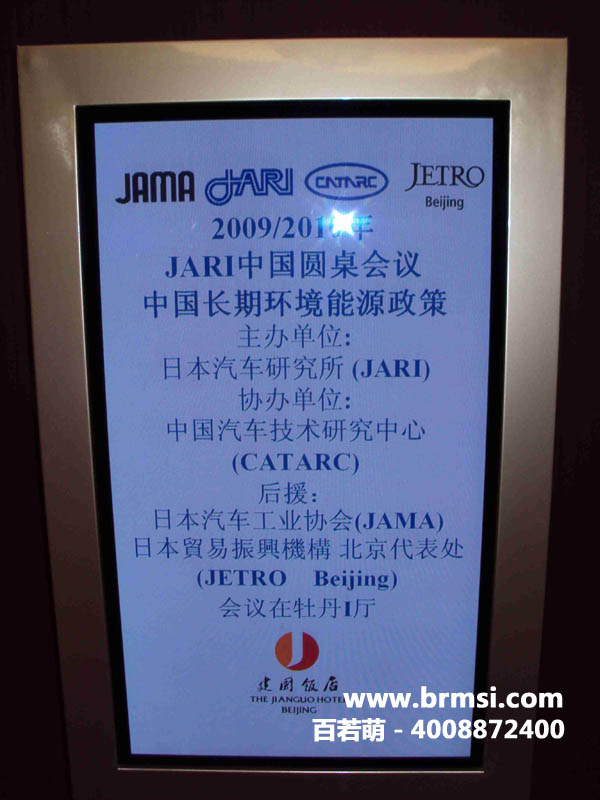 JAMA JARI CATARC JETRO
Beijing
2009/201 年
JARI中国圆桌会议
中国长期环境能源政策
主办单位:
日本汽车研究所 (JARI)
协办单位:
中国汽车技术研究中心
(CATARC)
后援:
日本汽车工业协会(JAMA)
日本貿易振興機構 北京代表处
(JETRO Beijing)
会议在牡丹I厅
建國飯店
THE JIANGUO HOTEL
BEIJING
www.brmsi.com
百若萌 - 4008872400